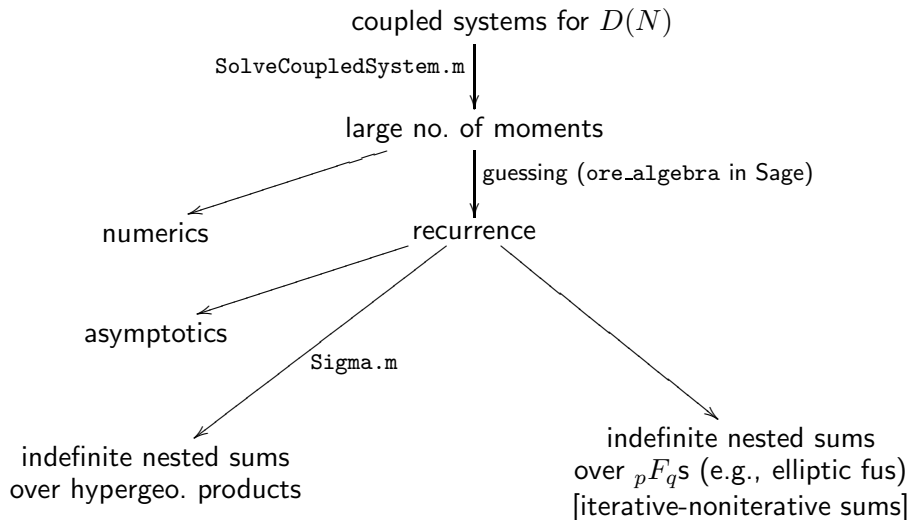 coupled systems for D(N)
SolveCoupledSystem.m
large no. of moments
guessing (ore_algebra in Sage)
numerics
recurrence
asymptotics
Sigma.m
indefinite nested sums
over hypergeo. products
indefinite nested sums
over pFqs (e.g., elliptic fus)
[iterative-noniterative sums]